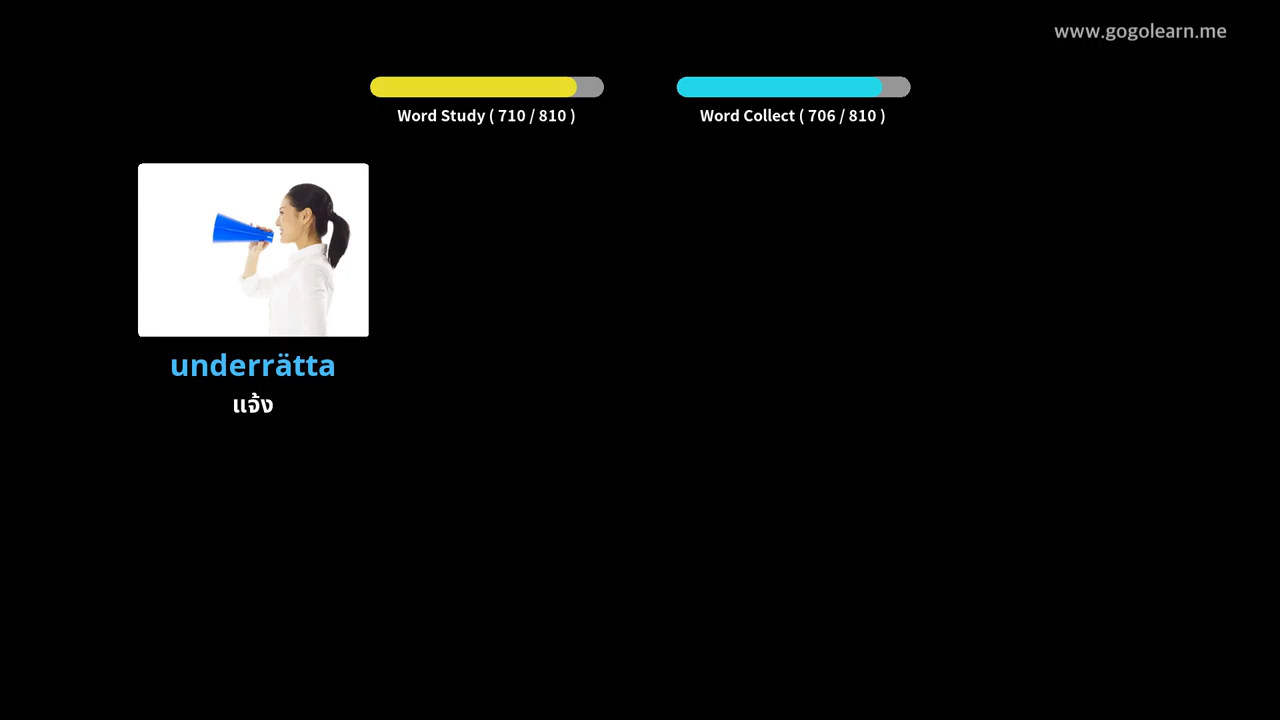 www.gogolearn.me
Word Study ( 710 / 810 )
Word Collect ( 706 / 810 )
underrätta
แจ้ง